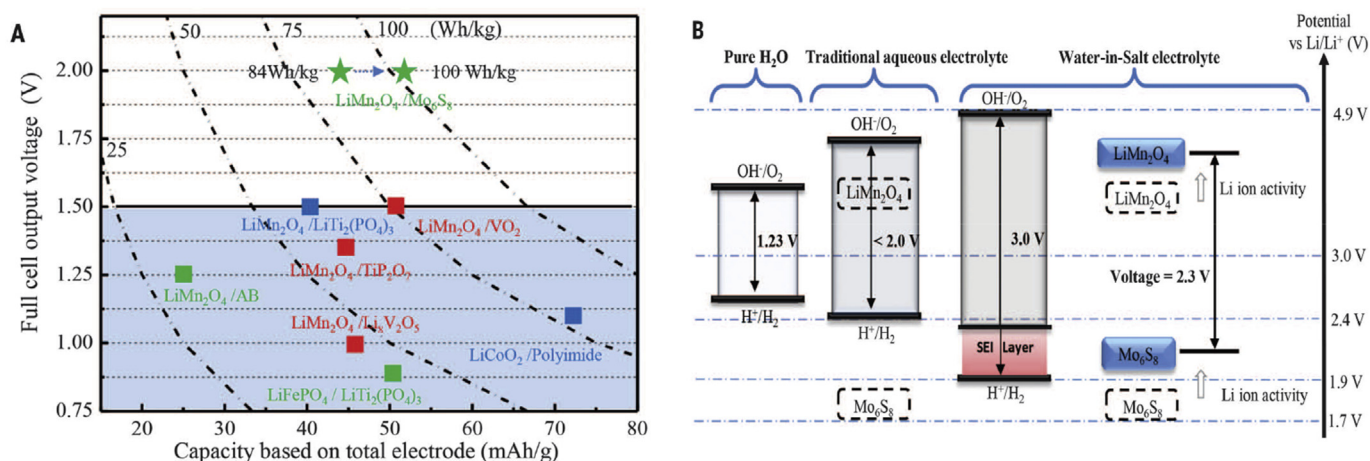 A
50
75
100 (Wh/kg)
84Wh/kg
100 Wh/kg
LiMn₂O₄ /Mo₆S₈
25
LiMn₂O₄ /LiTi₂(PO₄)₃
LiMn₂O₄ /VO₂
LiMn₂O₄ /TiP₂O₇
LiMn₂O₄ /AB
LiMn₂O₄ /LiₓV₂O₅
LiCoO₂ /Polyimide
LiFePO₄ / LiTi₂(PO₄)₃
Full cell output voltage (V)
2.00
1.75
1.50
1.25
1.00
0.75
20
30
40
50
60
70
80
Capacity based on total electrode (mAh/g)
B
Potential
vs Li/Li⁺ (V)
Pure H₂O
Traditional aqueous electrolyte
Water-in-Salt electrolyte
OH⁻/O₂
1.23 V
H⁺/H₂
OH⁻/O₂
LiMn₂O₄
< 2.0 V
H⁺/H₂
Mo₆S₈
OH⁻/O₂
3.0 V
SEI Layer
H⁺/H₂
LiMn₂O₄
LiMn₂O₄
Li ion activity
Voltage = 2.3 V
Mo₆S₈
Mo₆S₈
Li ion activity
4.9 V
3.0 V
2.4 V
1.9 V
1.7 V